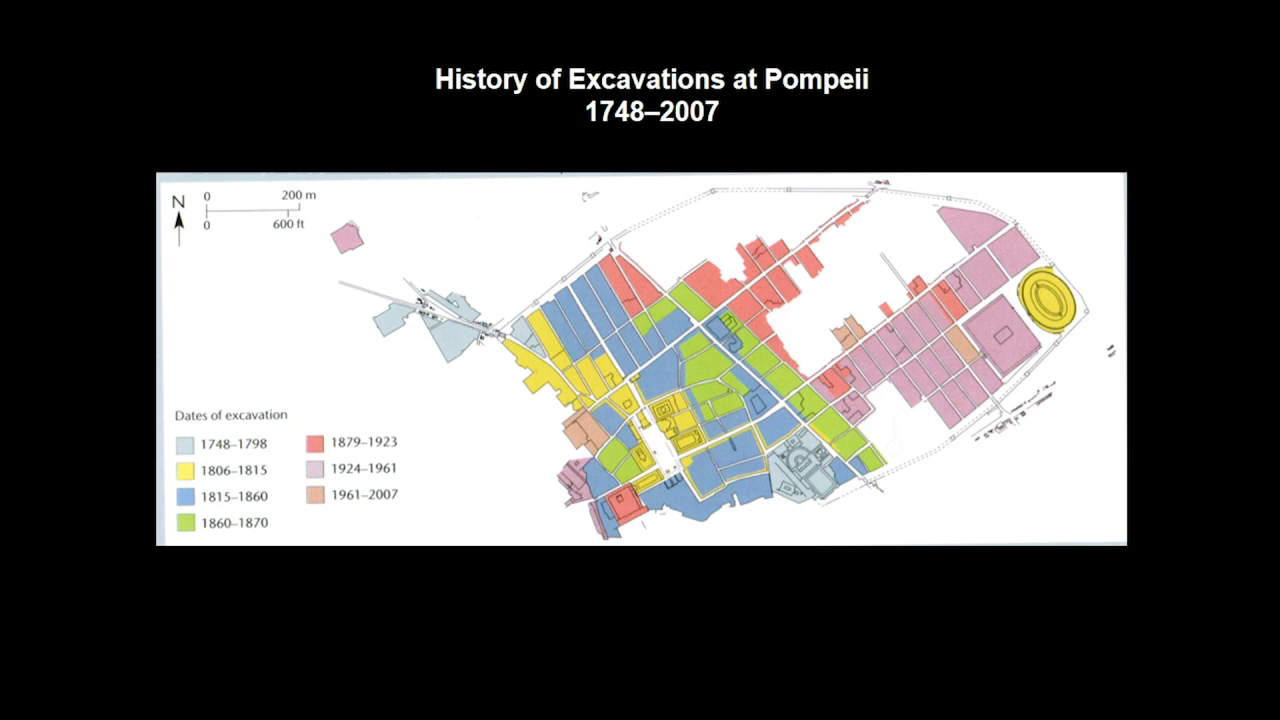 History of Excavations at Pompeii
1748–2007
N
0
200 m
0
600 ft
Dates of excavation
1748–1798
1806–1815
1815–1860
1860–1870
1879–1923
1924–1961
1961–2007